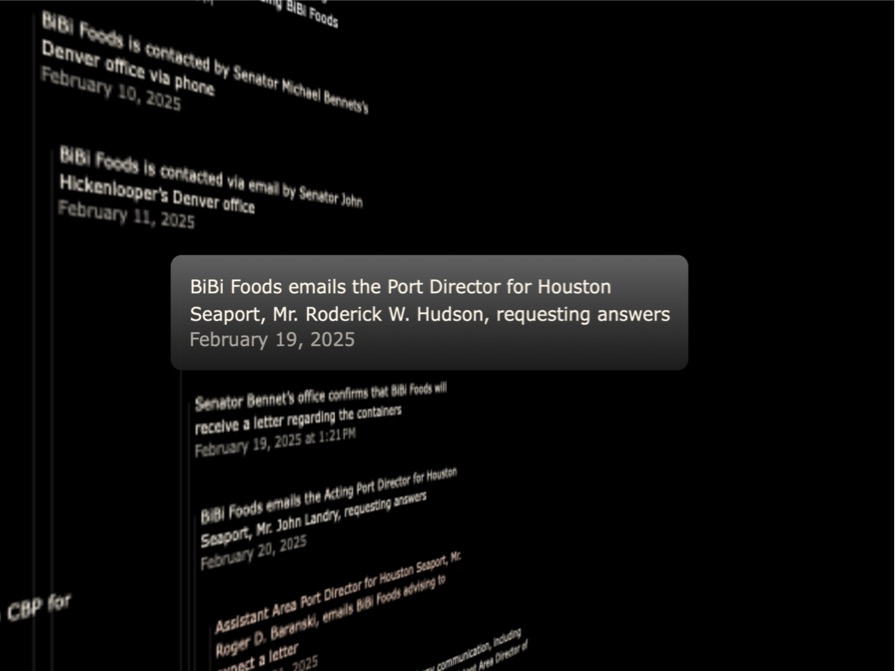 ng BiBi Foods
BiBi Foods is contacted by Senator Michael Bennets's
Denver office via phone
February 10, 2025
BiBi Foods is contacted via email by Senator John
Hickenlooper's Denver office
February 11, 2025
BiBi Foods emails the Port Director for Houston
Seaport, Mr. Roderick W. Hudson, requesting answers
February 19, 2025
Senator Bennet's office confirms that BiBi Foods will
receive a letter regarding the containers
February 19, 2025 at 1:21PM
BiBi Foods emails the Acting Port Director for Houston
Seaport, Mr. John Landry, requesting answers
February 20, 2025
CBP for
Assistant Area Port Director for Houston Seaport, Mr.
Roger D. Baranski, emails BiBi Foods advising to
expect a letter
2025
communication, including
Area Director of